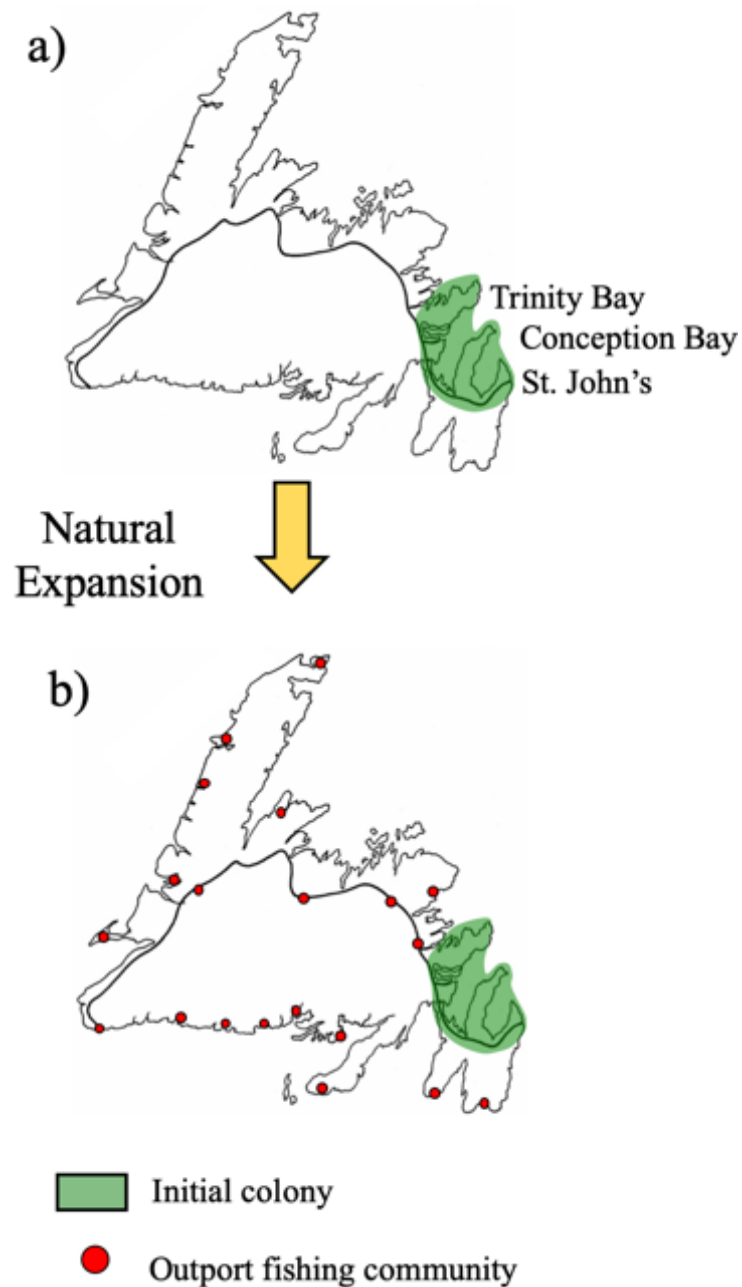 a)
Trinity Bay
Conception Bay
St. John's
Natural
Expansion
b)
Initial colony
Outport fishing community